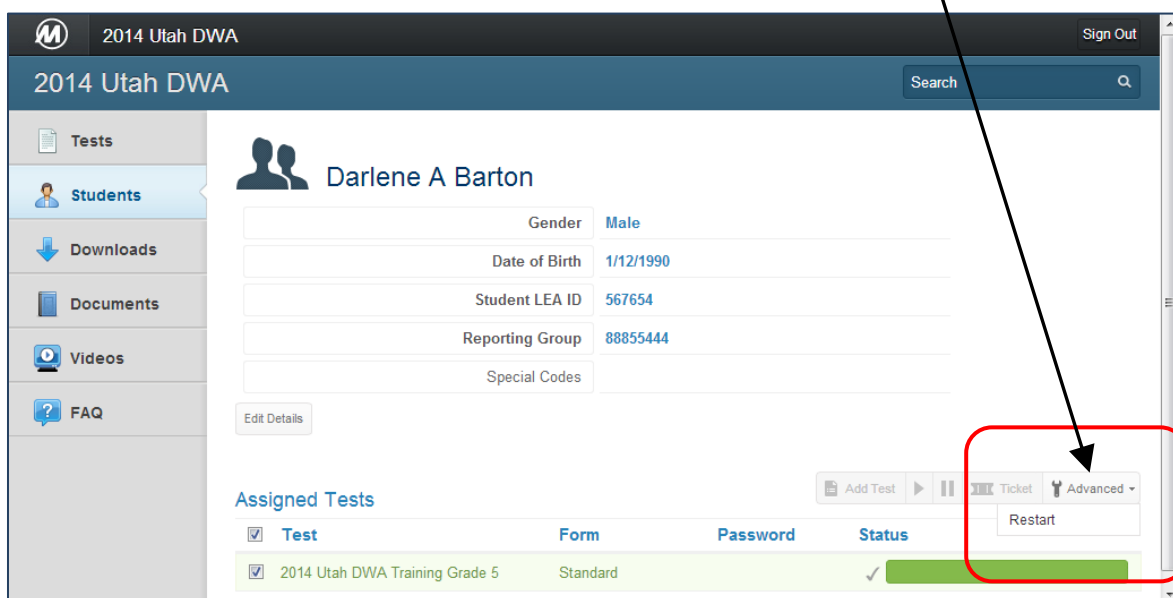 2014 Utah DWA
Sign Out
2014 Utah DWA
Search
Tests
Students
Downloads
Documents
Videos
FAQ
Darlene A Barton
Gender Male
Date of Birth 1/12/1990
Student LEA ID 567654
Reporting Group 88855444
Special Codes
Edit Details
Assigned Tests
Add Test Ticket Advanced
Restart
Test Form Password Status
2014 Utah DWA Training Grade 5 Standard